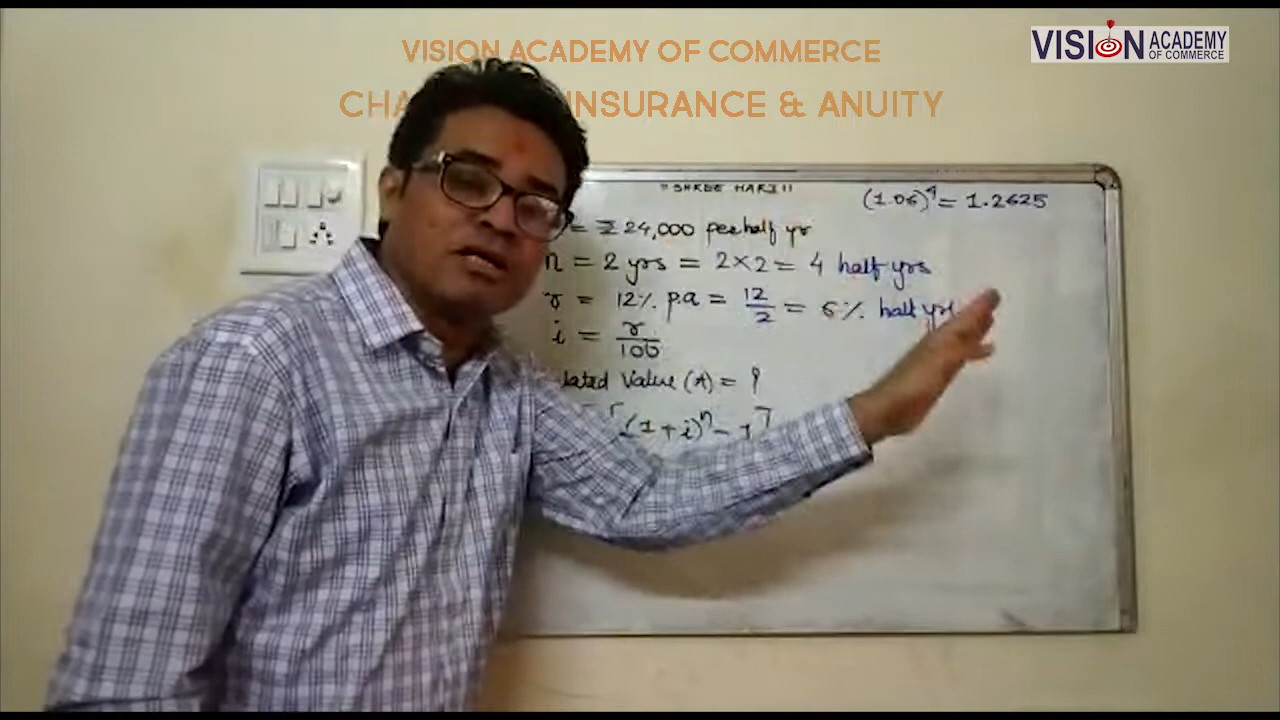 VISION ACADEMY OF COMMERCE
VISION ACADEMY
OF COMMERCE
INSURANCE & ANUITY
"SHREE HARI"
(1.06)⁴ = 1.2625
= ₹ 24,000 per half yr
n = 2 yrs = 2×2 = 4 half yrs
r = 12% p.a = 12/2 = 6% half yrs
i = r/100
Value (A) = ?
(1+i)ⁿ - 1